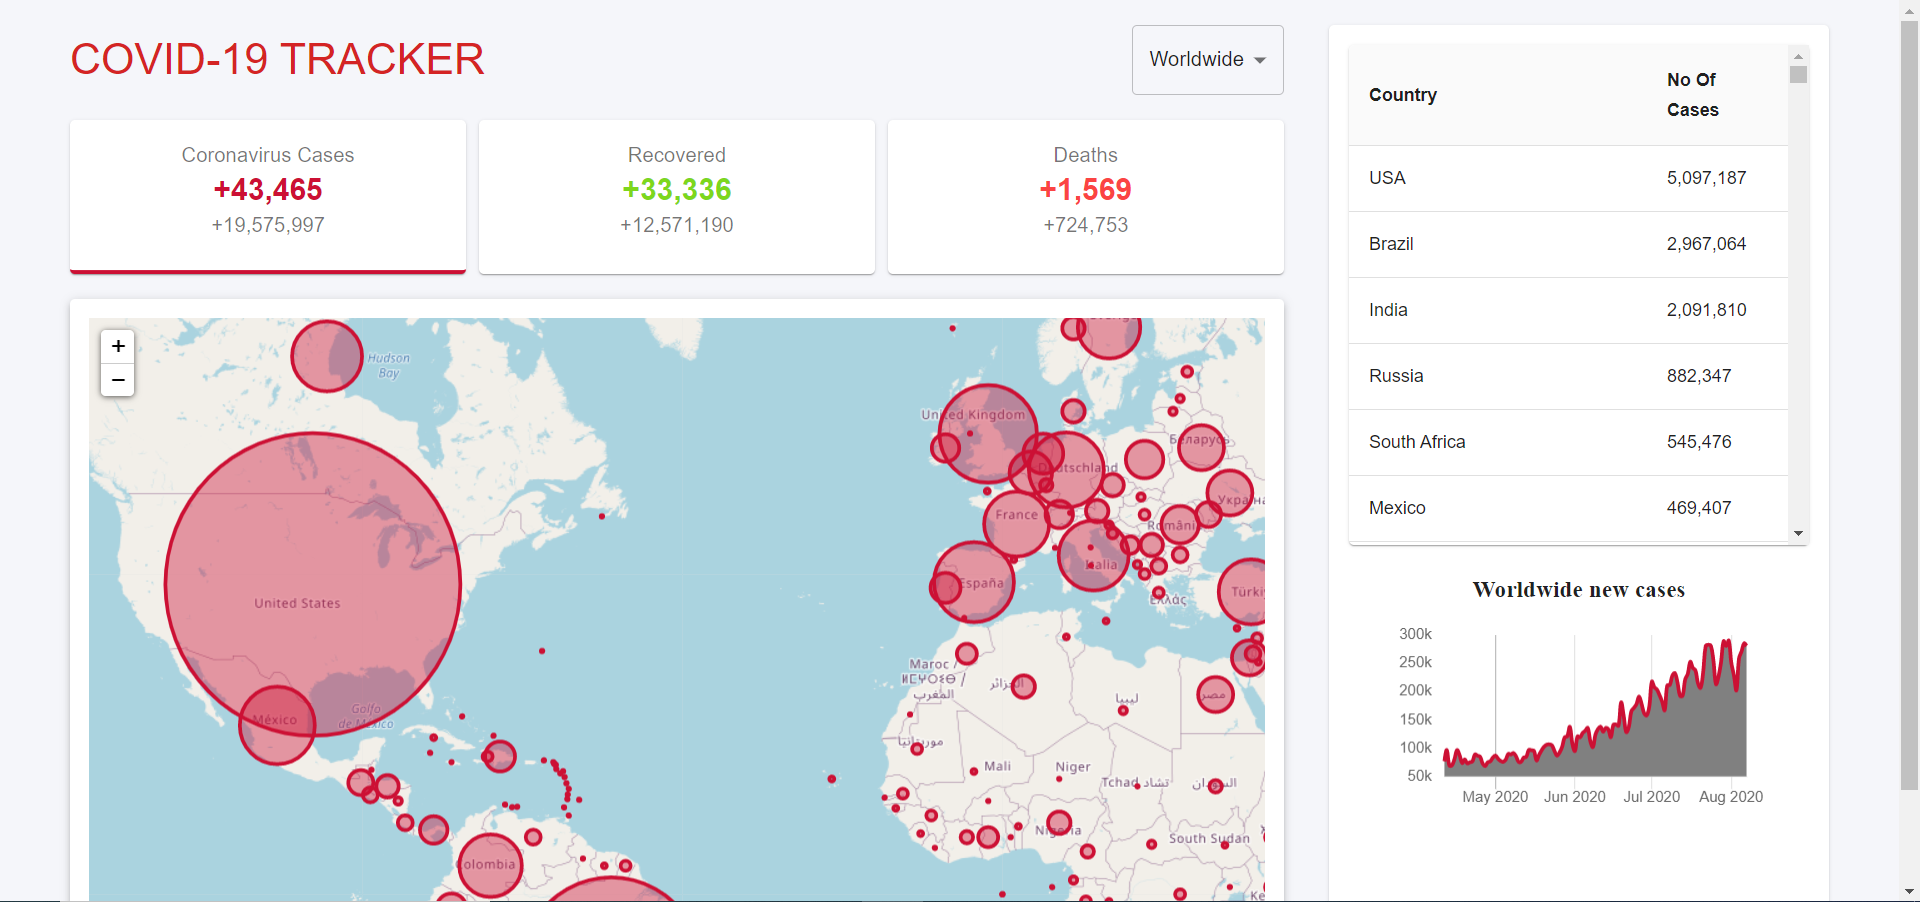 COVID-19 TRACKER
Worldwide
Coronavirus Cases
+43,465
+19,575,997
Recovered
+33,336
+12,571,190
Deaths
+1,569
+724,753
+
−
Hudson
Bay
United States
México
Golfo
de México
United Kingdom
Deutschland
Беларусь
Україна
France
România
Italia
España
Ελλάς
Maroc /
ⵍⵎⵖⵔⵉⴱ /
المغرب
الجزائر
ليبيا
مصر
موريتانيا
Mali
Niger
Tchad تشاد
السودان
Nigeria
South Sudan
Colombia
Country
No Of
Cases
USA 5,097,187
Brazil 2,967,064
India 2,091,810
Russia 882,347
South Africa 545,476
Mexico 469,407
Worldwide new cases
300k
250k
200k
150k
100k
50k
May 2020 Jun 2020 Jul 2020 Aug 2020